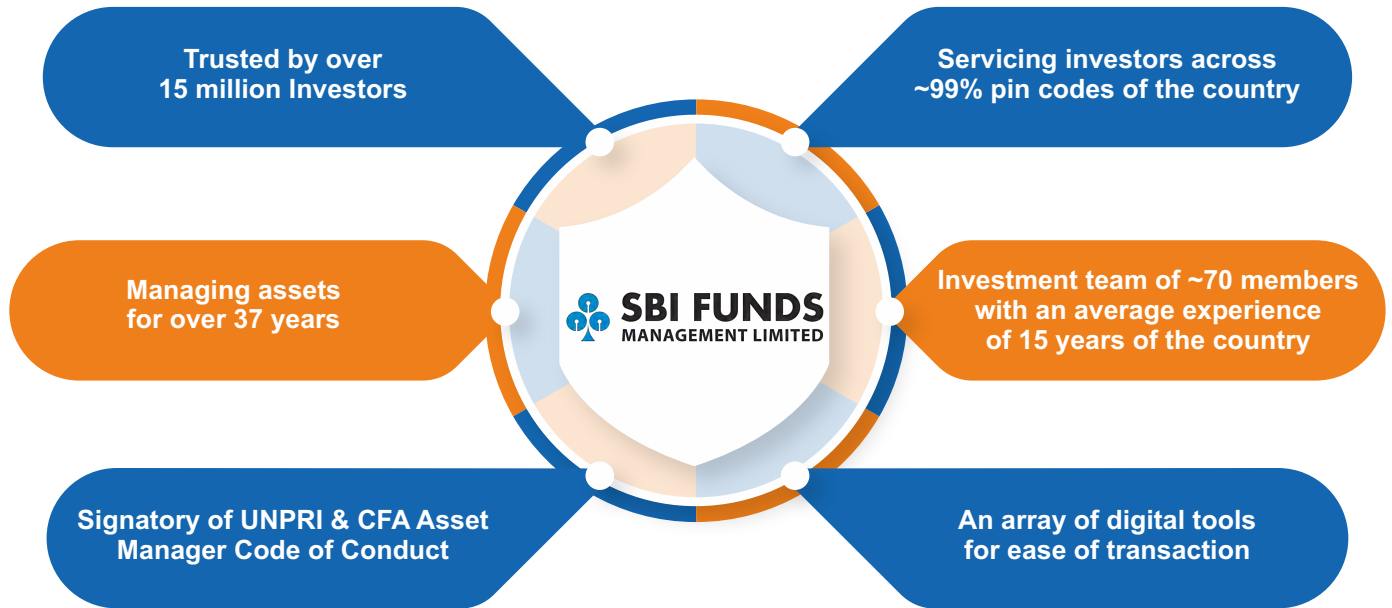 Trusted by over
15 million Investors
Servicing investors across
~99% pin codes of the country
Managing assets
for over 37 years
SBI FUNDS
MANAGEMENT LIMITED
Investment team of ~70 members
with an average experience
of 15 years of the country
Signatory of UNPRI & CFA Asset
Manager Code of Conduct
An array of digital tools
for ease of transaction